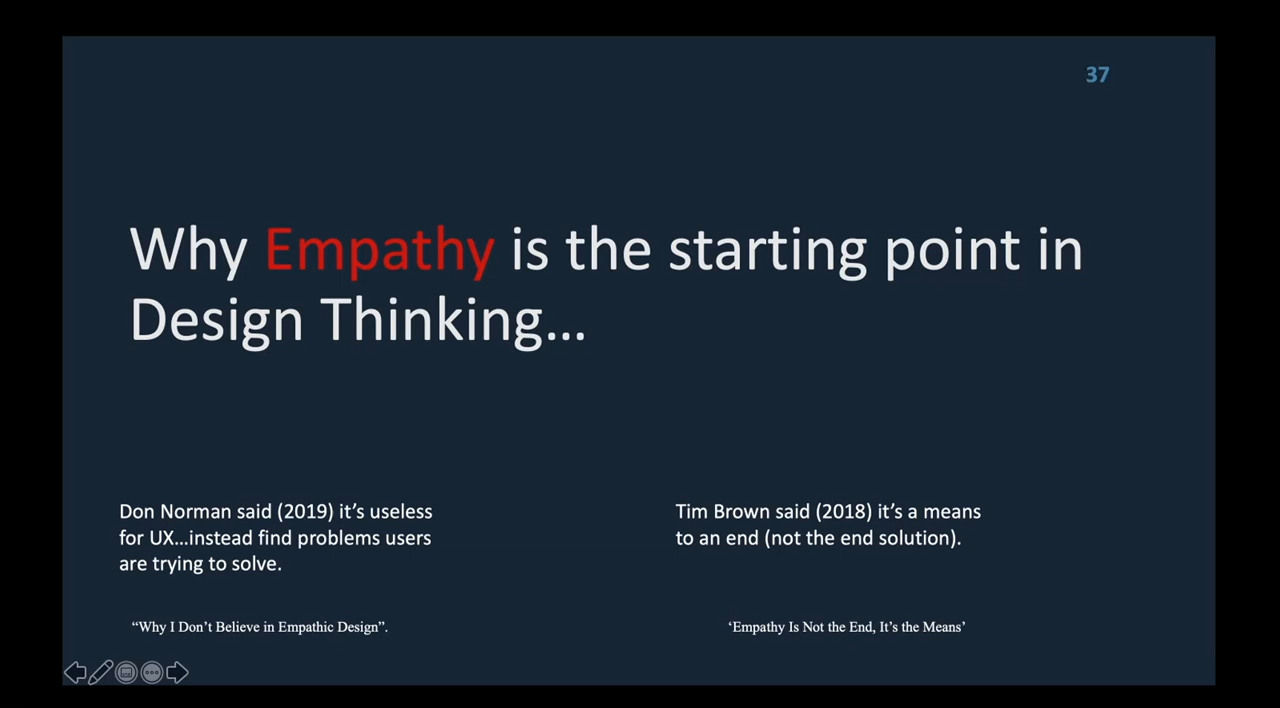 37
Why Empathy is the starting point in
Design Thinking…
Don Norman said (2019) it’s useless
for UX…instead find problems users
are trying to solve.
“Why I Don’t Believe in Empathic Design”.
Tim Brown said (2018) it’s a means
to an end (not the end solution).
‘Empathy Is Not the End, It’s the Means’